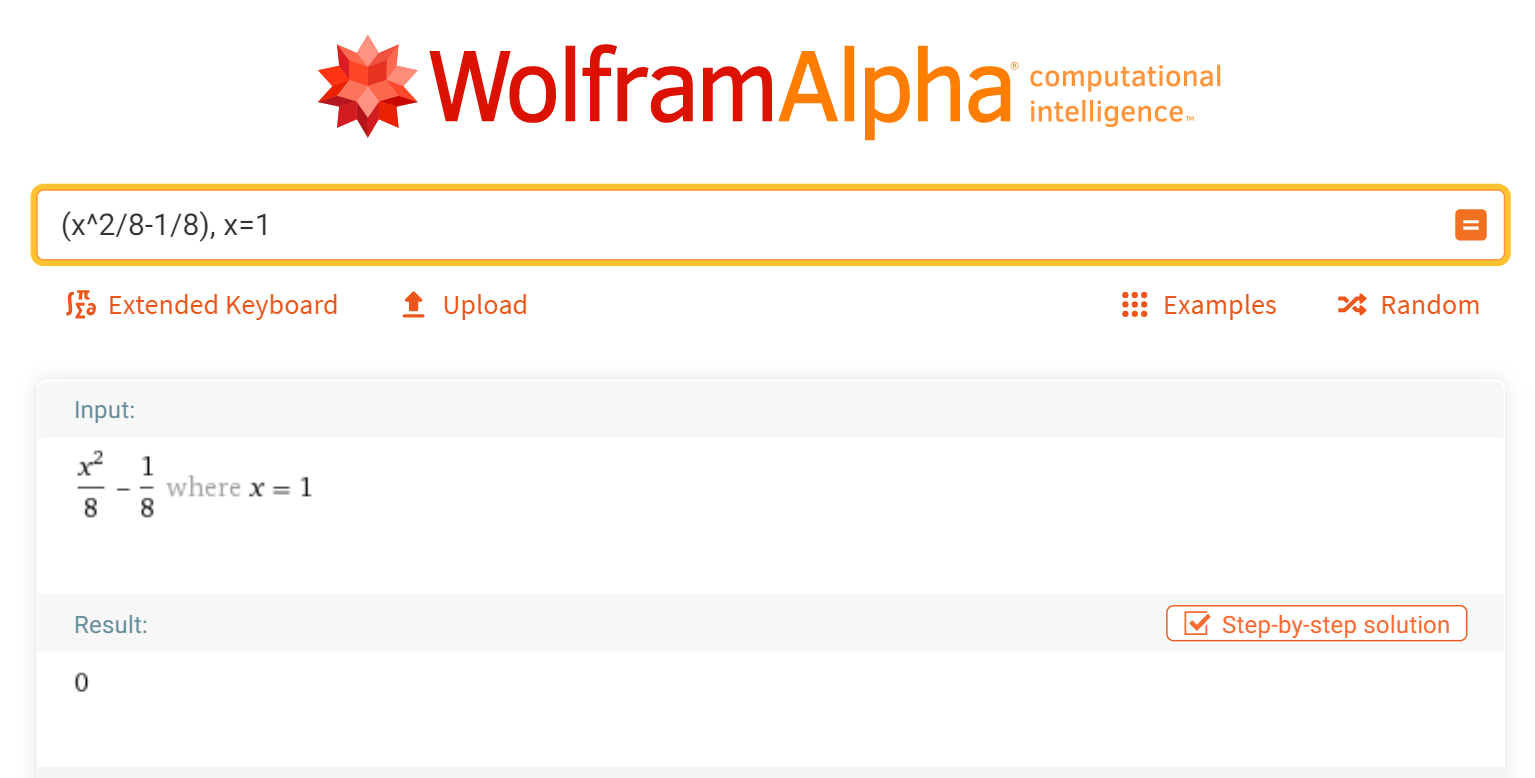 WolframAlpha® computational intelligence™
(x^2/8-1/8), x=1
Extended Keyboard Upload Examples Random
Input:
x²/8 − 1/8 where x = 1
Result: Step-by-step solution
0